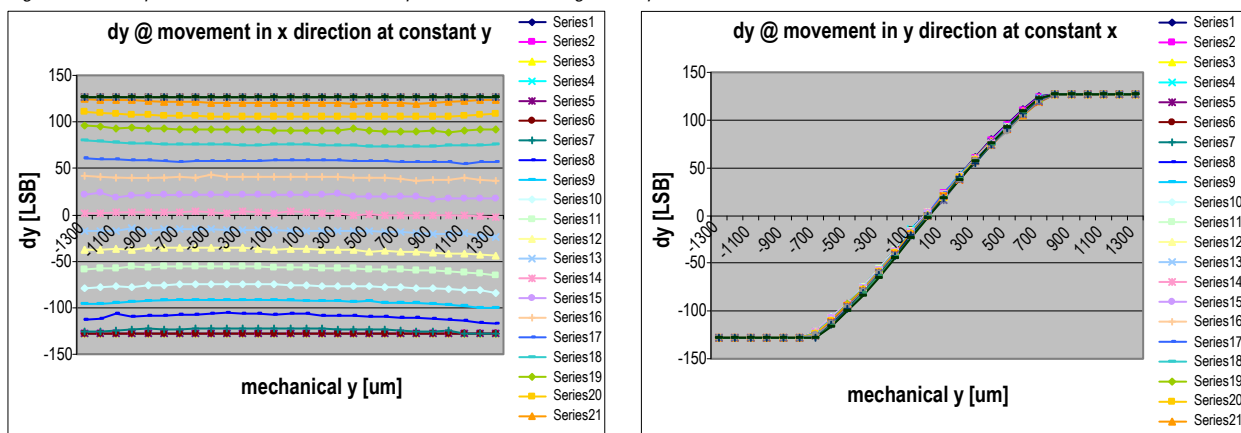 dy @ movement in x direction at constant y
150
100
50
0
-50
-100
-150
dy [LSB]
-1300
-1100
-900
-700
-500
-300
-100
100
300
500
700
900
1100
1300
mechanical y [um]
Series1
Series2
Series3
Series4
Series5
Series6
Series7
Series8
Series9
Series10
Series11
Series12
Series13
Series14
Series15
Series16
Series17
Series18
Series19
Series20
Series21
dy @ movement in y direction at constant x
150
100
50
0
-50
-100
-150
dy [LSB]
-1300
-1100
-900
-700
-500
-300
-100
100
300
500
700
900
1100
1300
mechanical y [um]
Series1
Series2
Series3
Series4
Series5
Series6
Series7
Series8
Series9
Series10
Series11
Series12
Series13
Series14
Series15
Series16
Series17
Series18
Series19
Series20
Series21